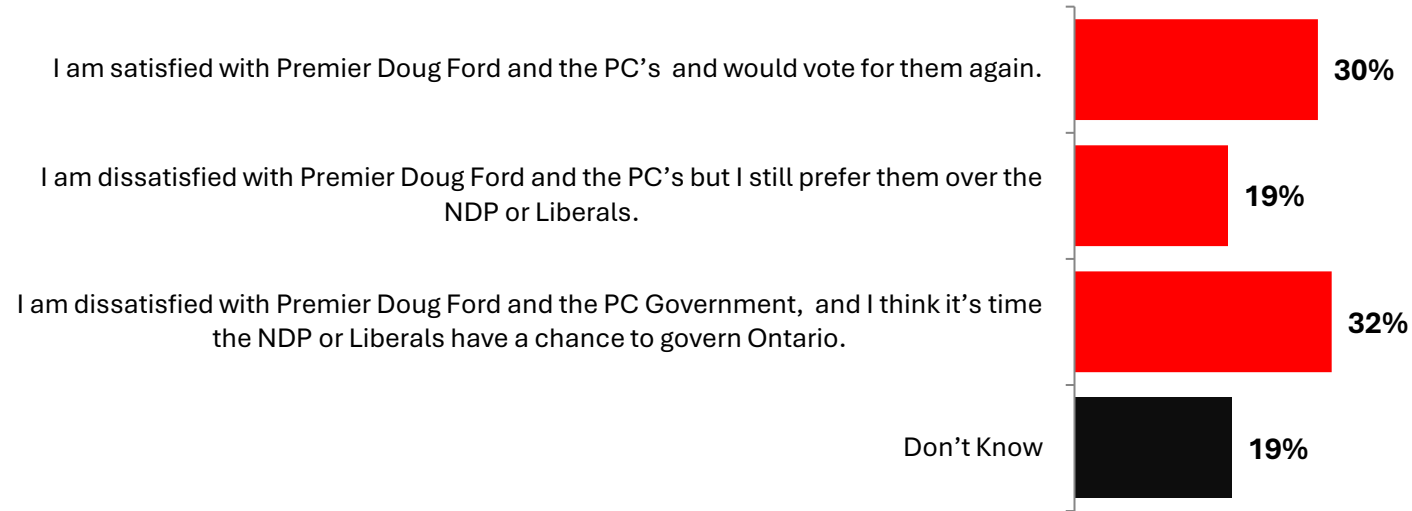 I am satisfied with Premier Doug Ford and the PC’s  and would vote for them again.
30%
I am dissatisfied with Premier Doug Ford and the PC’s but I still prefer them over the
NDP or Liberals.
19%
I am dissatisfied with Premier Doug Ford and the PC Government,  and I think it’s time
the NDP or Liberals have a chance to govern Ontario.
32%
Don’t Know
19%